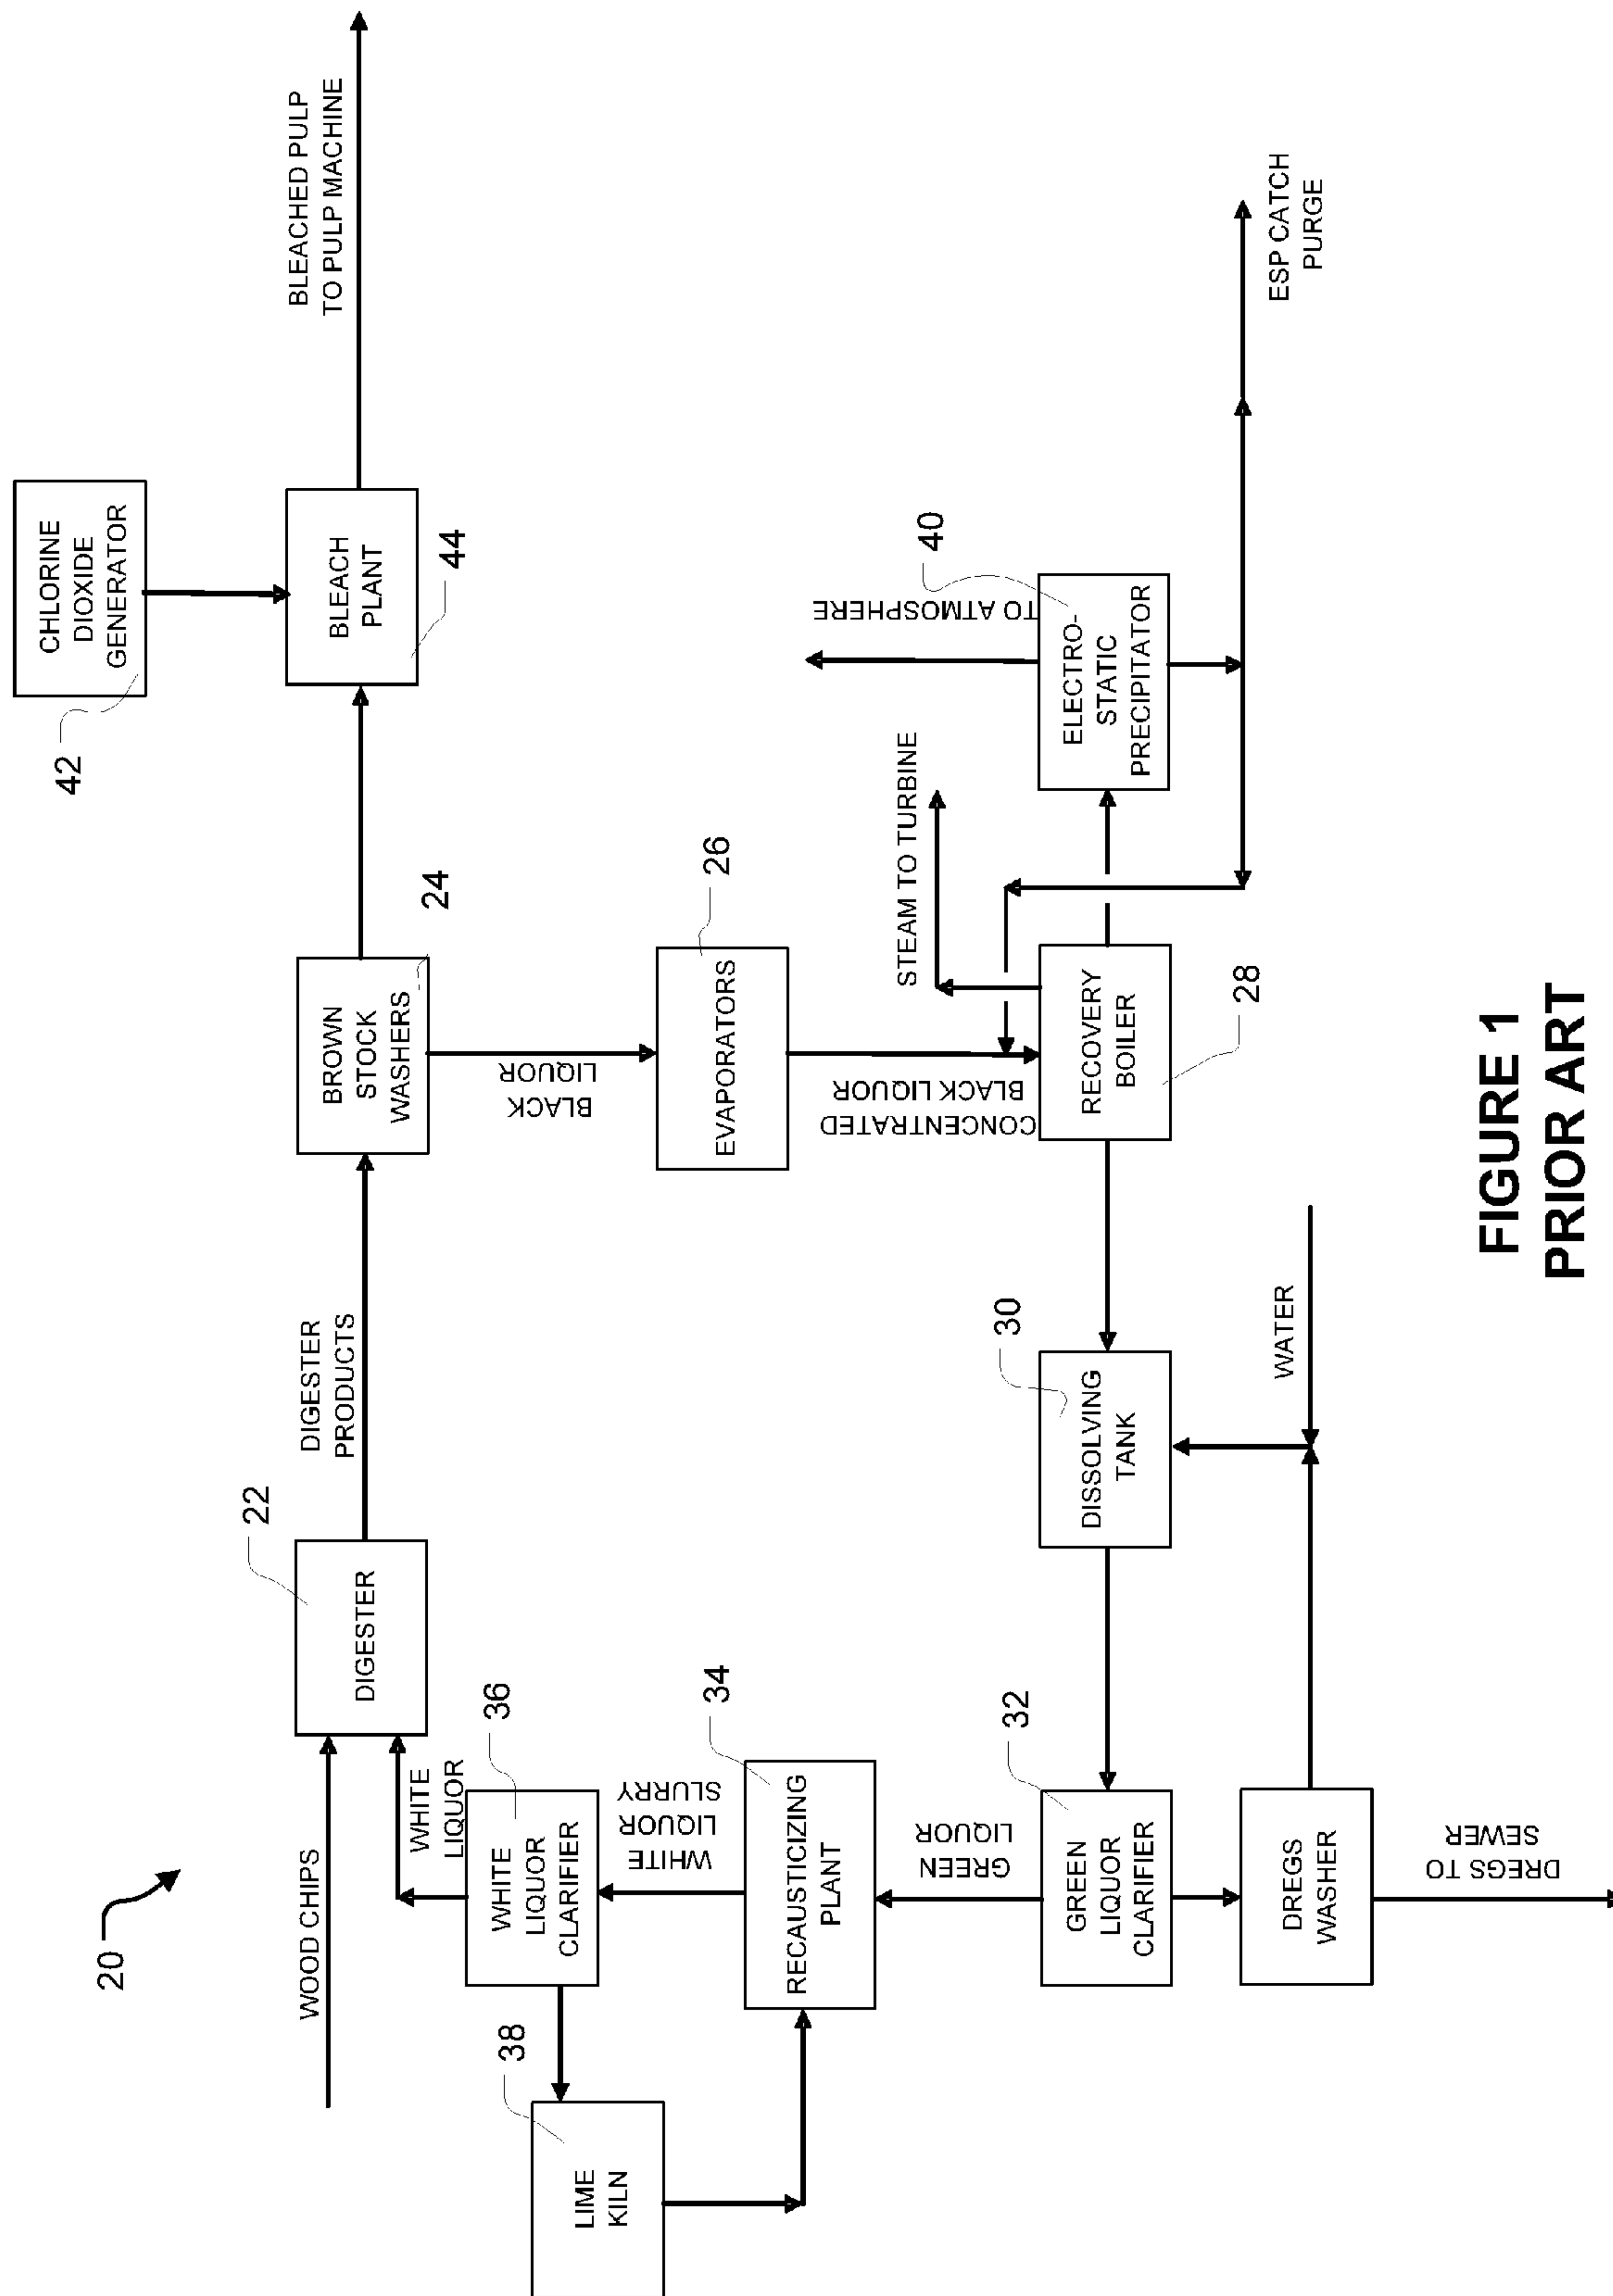 20
WOOD CHIPS
22
DIGESTER
DIGESTER
PRODUCTS
BROWN
STOCK
WASHERS
24
42
CHLORINE
DIOXIDE
GENERATOR
BLEACH
PLANT
44
BLEACHED PULP
TO PULP MACHINE
38
LIME
KILN
WHITE
LIQUOR
36
WHITE
LIQUOR
CLARIFIER
WHITE
LIQUOR
SLURRY
34
RECAUSTICIZING
PLANT
GREEN
LIQUOR
32
GREEN
LIQUOR
CLARIFIER
DREGS
WASHER
DREGS TO
SEWER
BLACK
LIQUOR
26
EVAPORATORS
CONCENTRATED
BLACK LIQUOR
STEAM TO TURBINE
RECOVERY
BOILER
28
30
DISSOLVING
TANK
WATER
TO ATMOSPHERE
40
ELECTRO-
STATIC
PRECIPITATOR
ESP CATCH
PURGE
FIGURE 1
PRIOR ART